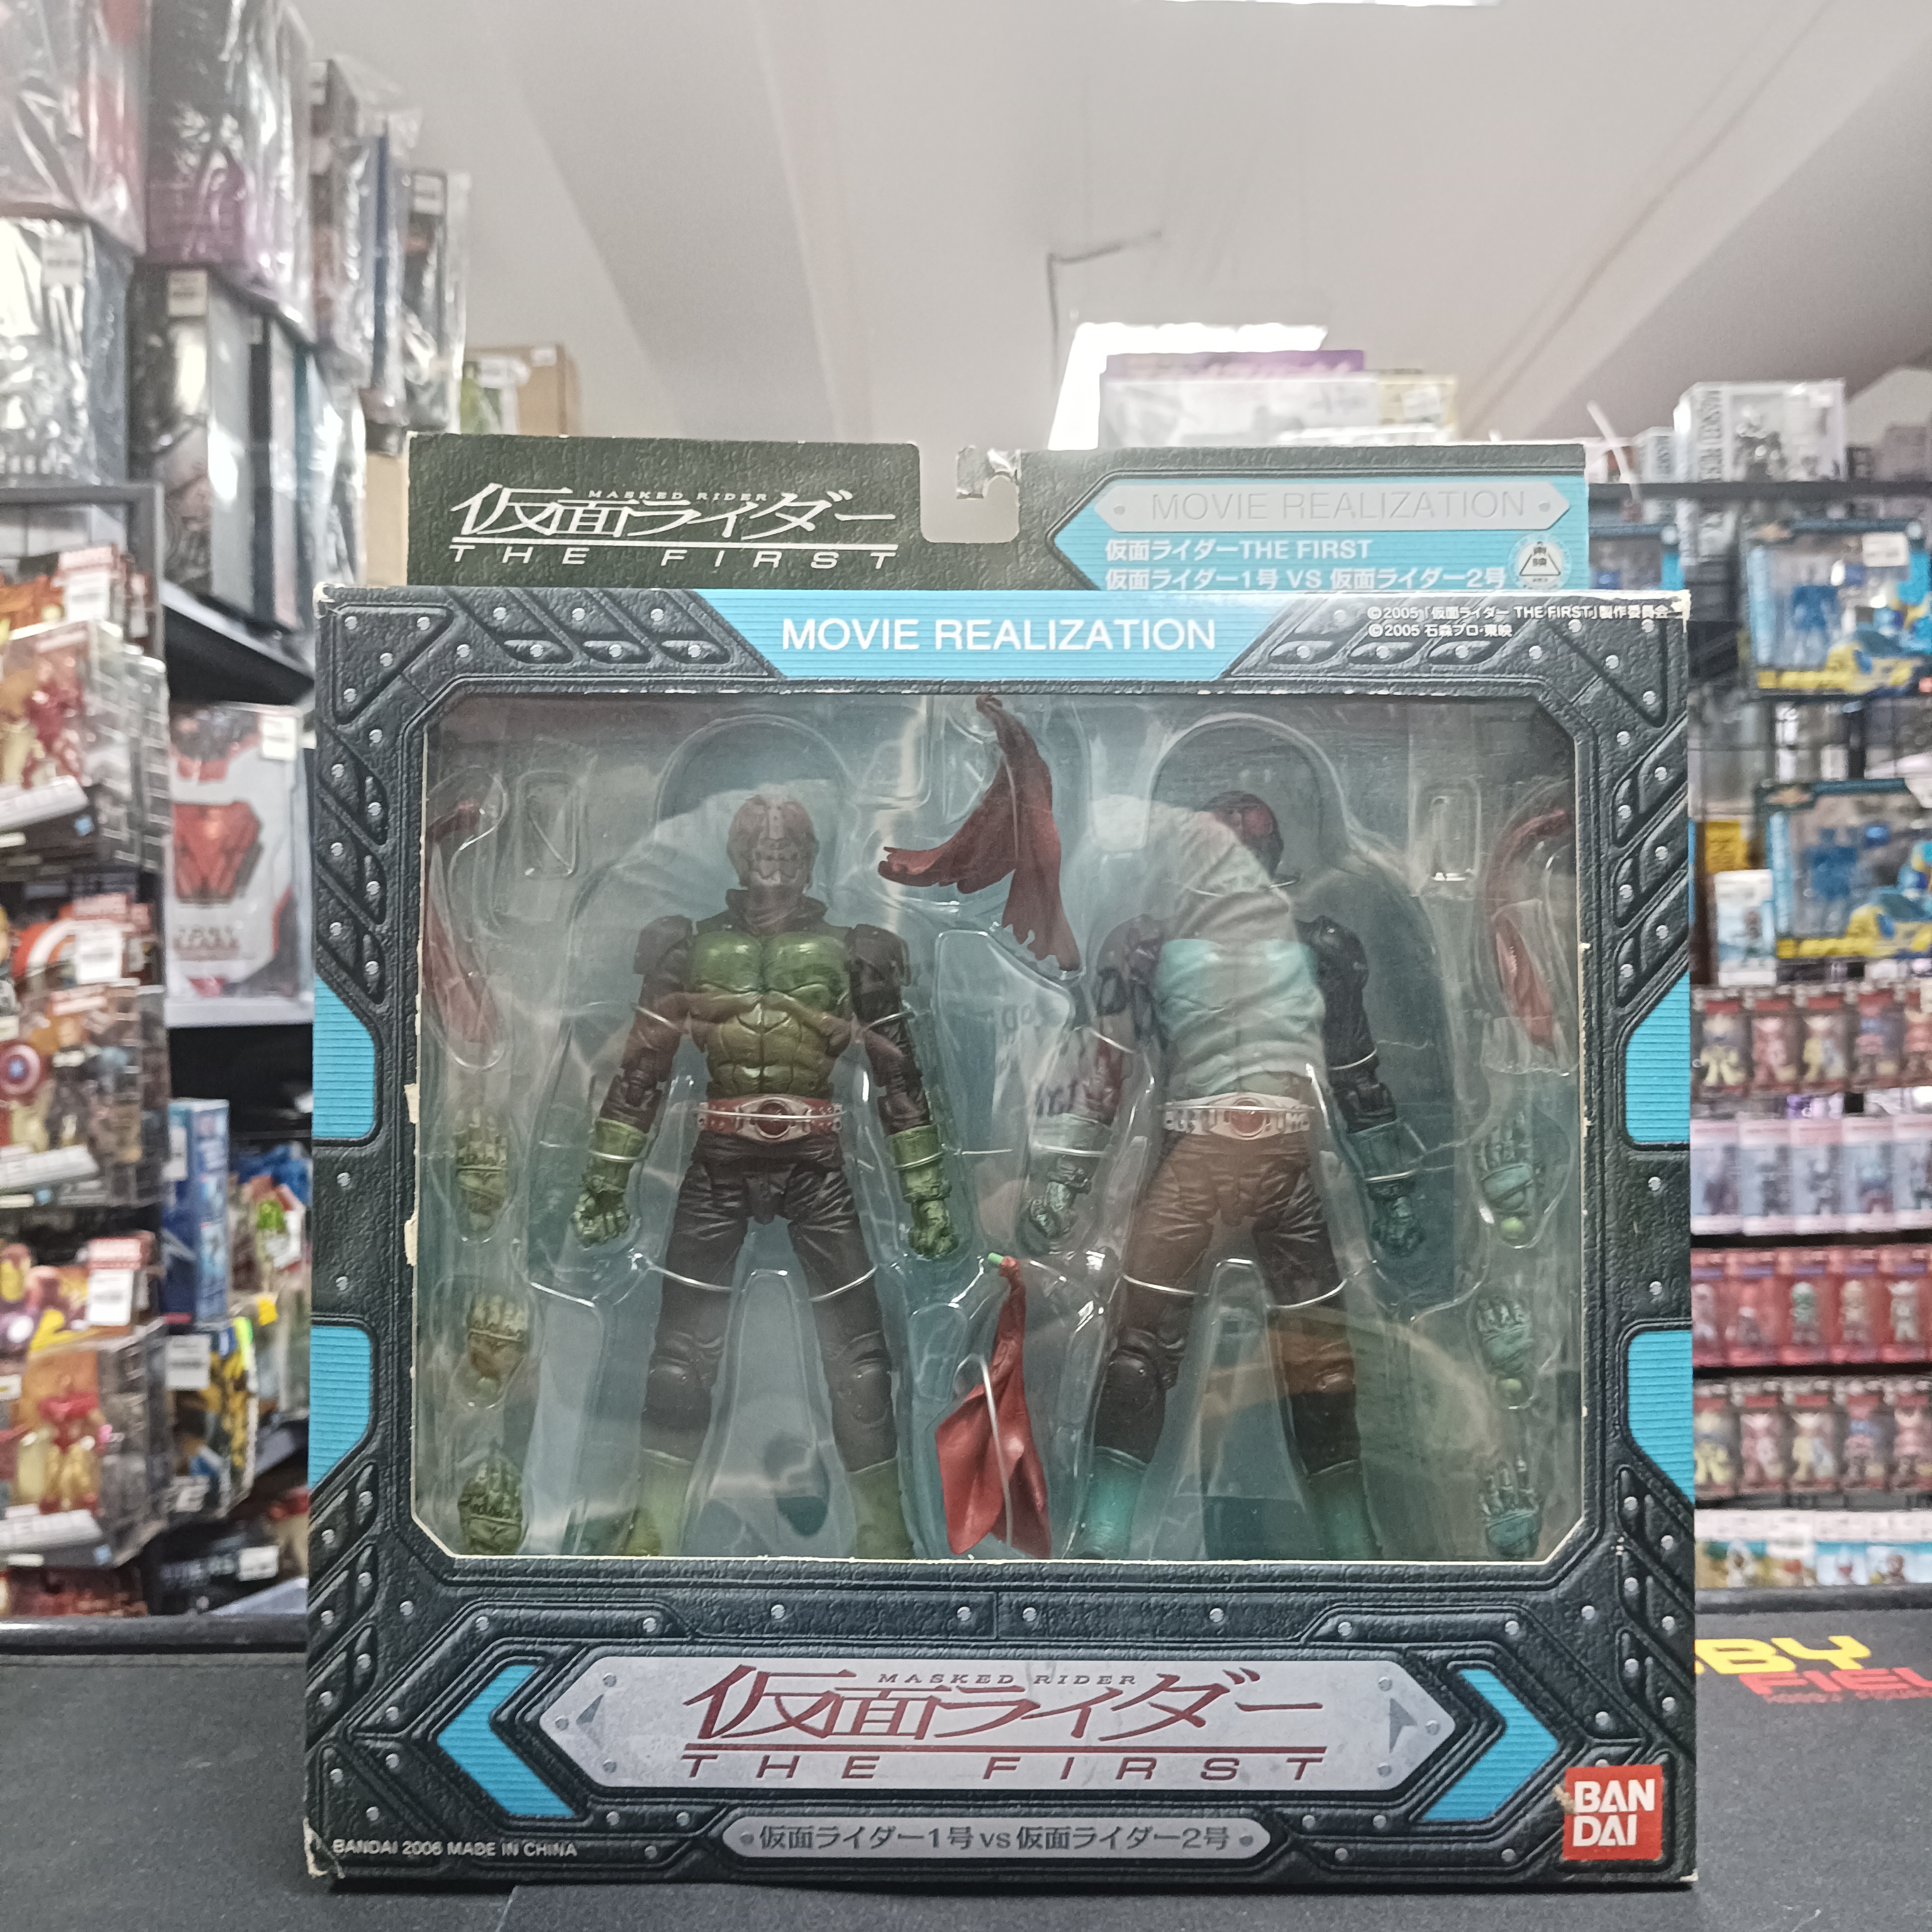 MASKED RIDER
仮面ライダー
THE FIRST
MOVIE REALIZATION
仮面ライダーTHE FIRST
仮面ライダー1号 VS 仮面ライダー2号
MOVIE REALIZATION
©2005「仮面ライダー THE FIRST」製作委員会
©2005 石森プロ・東映
MASKED RIDER
仮面ライダー
THE FIRST
BANDAI 2006 MADE IN CHINA
仮面ライダー1号 vs 仮面ライダー2号
BAN
DAI